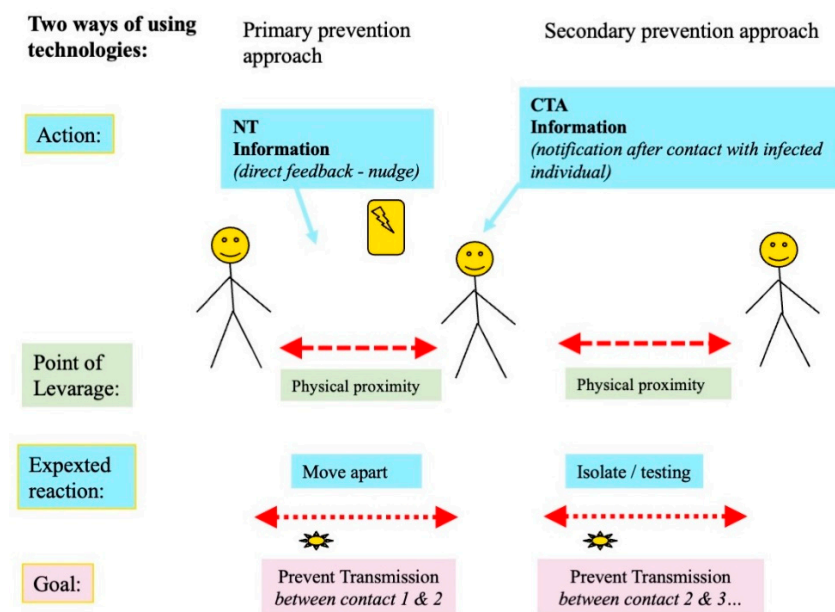 Two ways of using
technologies:
Primary prevention
approach
Secondary prevention approach
Action:
NT
Information
(direct feedback - nudge)
CTA
Information
(notification after contact with infected
individual)
Point of
Levarage:
Physical proximity
Physical proximity
Expexted
reaction:
Move apart
Isolate / testing
Goal:
Prevent Transmission
between contact 1 & 2
Prevent Transmission
between contact 2 & 3...